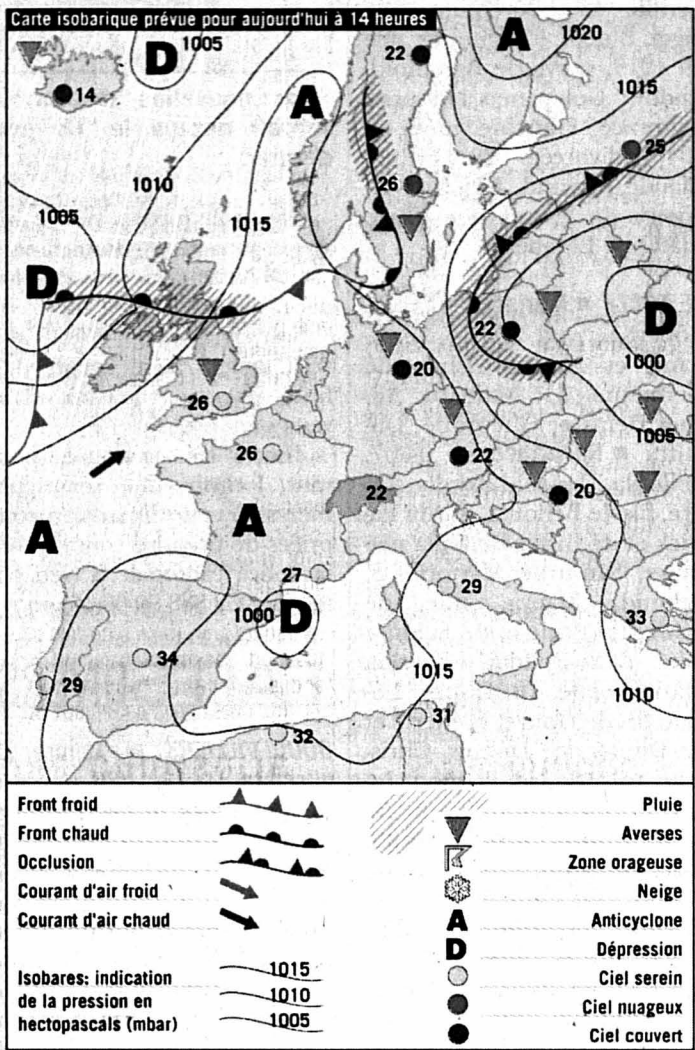 Carte isobarique prévue pour aujourd'hui à 14 heures
D 1005
A 1020
22
1015
14
A
25
1010
26
1015
1005
D
22
D
1000
20
26
1005
26
22
22
20
A
A
27
1000 D
29
33
34
1015
1010
29
31
32
Front froid
Front chaud
Occlusion
Courant d'air froid
Courant d'air chaud
Isobares: indication
de la pression en
hectopascals (mbar)
1015
1010
1005
Pluie
Averses
Zone orageuse
Neige
A Anticyclone
D Dépression
Ciel serein
Ciel nuageux
Ciel couvert